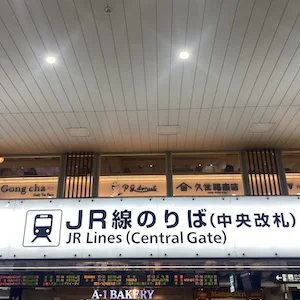 Gong cha
久世福商店
JR線のりば(中央改札)
JR Lines (Central Gate)
A-1 BAKERY